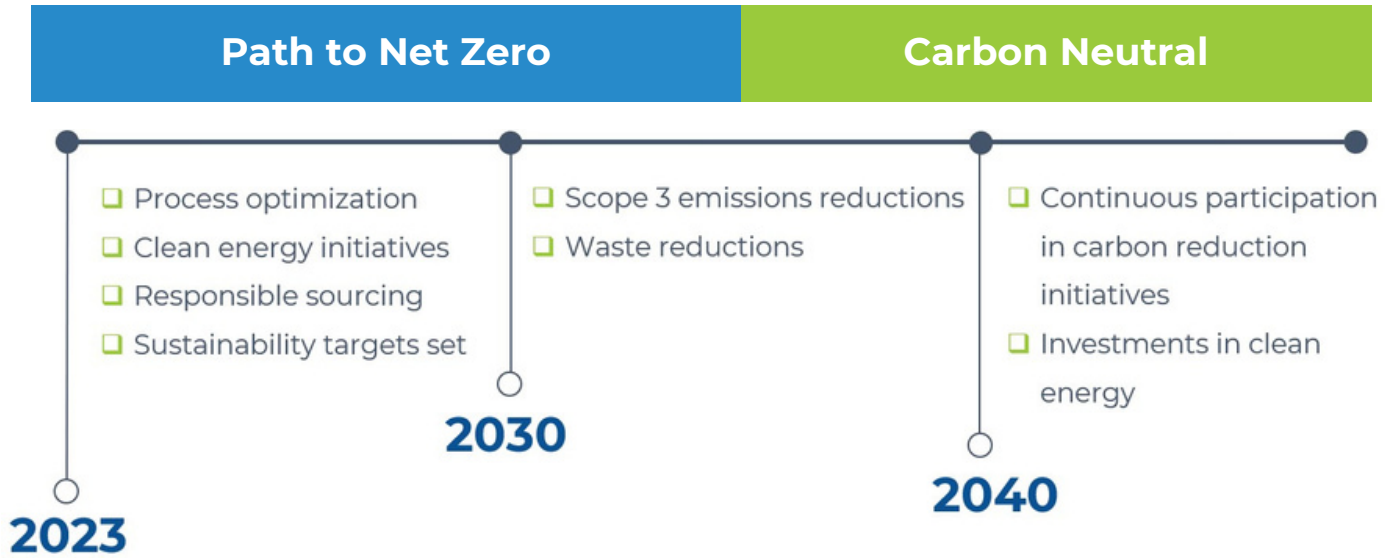 Path to Net Zero
Carbon Neutral
Process optimization
Clean energy initiatives
Responsible sourcing
Sustainability targets set
Scope 3 emissions reductions
Waste reductions
Continuous participation
in carbon reduction
initiatives
Investments in clean
energy
2023
2030
2040